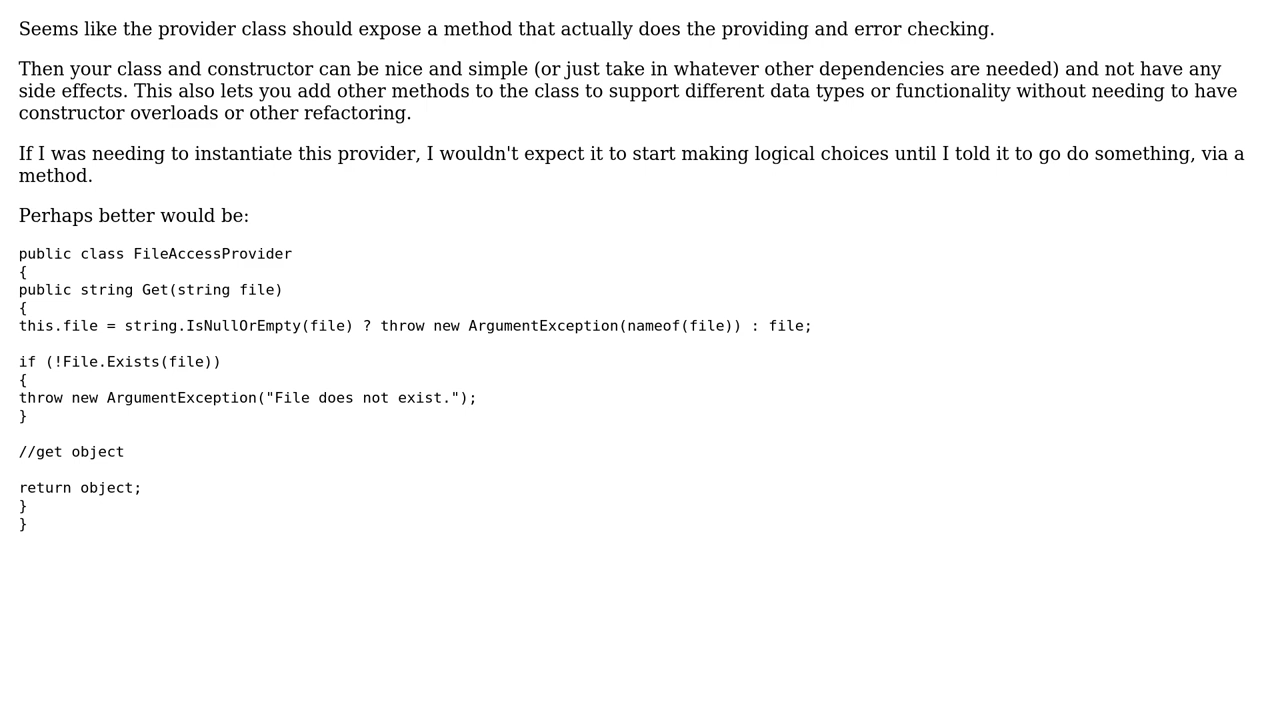 Seems like the provider class should expose a method that actually does the providing and error checking.
Then your class and constructor can be nice and simple (or just take in whatever other dependencies are needed) and not have any
side effects. This also lets you add other methods to the class to support different data types or functionality without needing to have
constructor overloads or other refactoring.
If I was needing to instantiate this provider, I wouldn't expect it to start making logical choices until I told it to go do something, via a
method.
Perhaps better would be:
public class FileAccessProvider
{
public string Get(string file)
{
this.file = string.IsNullOrEmpty(file) ? throw new ArgumentException(nameof(file)) : file;
if (!File.Exists(file))
{
throw new ArgumentException("File does not exist.");
}
//get object
return object;
}
}